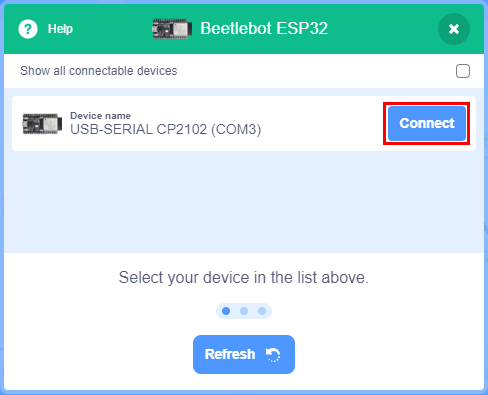 Help
Beetlebot ESP32
Show all connectable devices
Device name
USB-SERIAL CP2102 (COM3)
Connect
Select your device in the list above.
Refresh